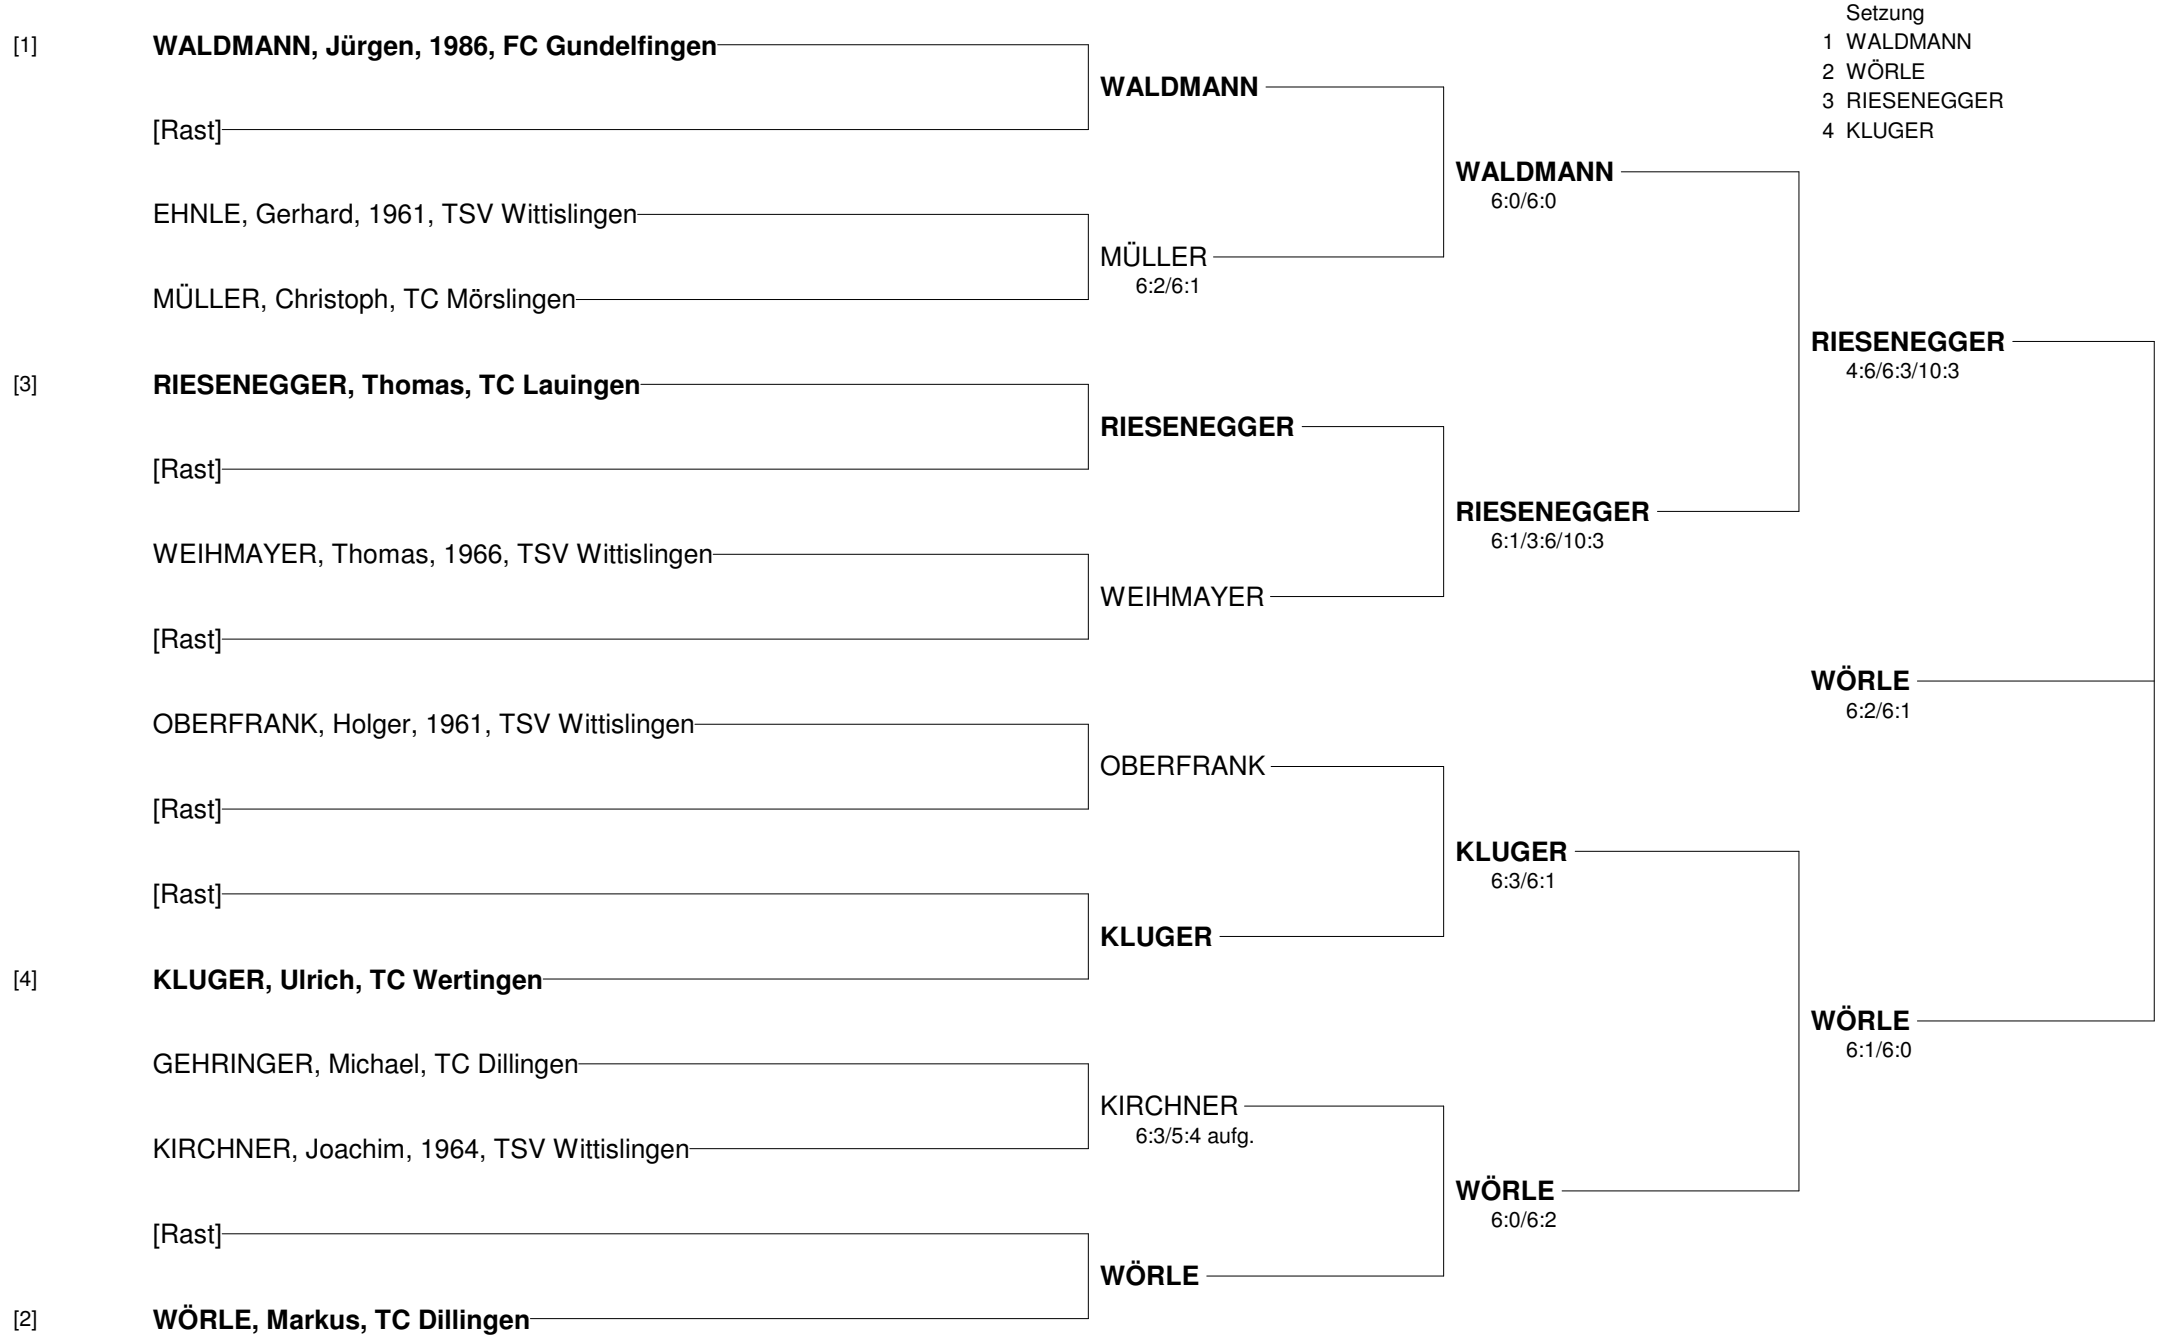 Setzung
1 WALDMANN
2 WÖRLE
3 RIESENEGGER
4 KLUGER
[1] WALDMANN, Jürgen, 1986, FC Gundelfingen
WALDMANN
[Rast]
WALDMANN
6:0/6:0
EHNLE, Gerhard, 1961, TSV Wittislingen
MÜLLER
6:2/6:1
MÜLLER, Christoph, TC Mörslingen
RIESENEGGER
4:6/6:3/10:3
[3] RIESENEGGER, Thomas, TC Lauingen
RIESENEGGER
[Rast]
RIESENEGGER
6:1/3:6/10:3
WEIHMAYER, Thomas, 1966, TSV Wittislingen
WEIHMAYER
[Rast]
WÖRLE
6:2/6:1
OBERFRANK, Holger, 1961, TSV Wittislingen
OBERFRANK
[Rast]
KLUGER
6:3/6:1
[Rast]
KLUGER
[4] KLUGER, Ulrich, TC Wertingen
WÖRLE
6:1/6:0
GEHRINGER, Michael, TC Dillingen
KIRCHNER
6:3/5:4 aufg.
KIRCHNER, Joachim, 1964, TSV Wittislingen
WÖRLE
6:0/6:2
[Rast]
WÖRLE
[2] WÖRLE, Markus, TC Dillingen